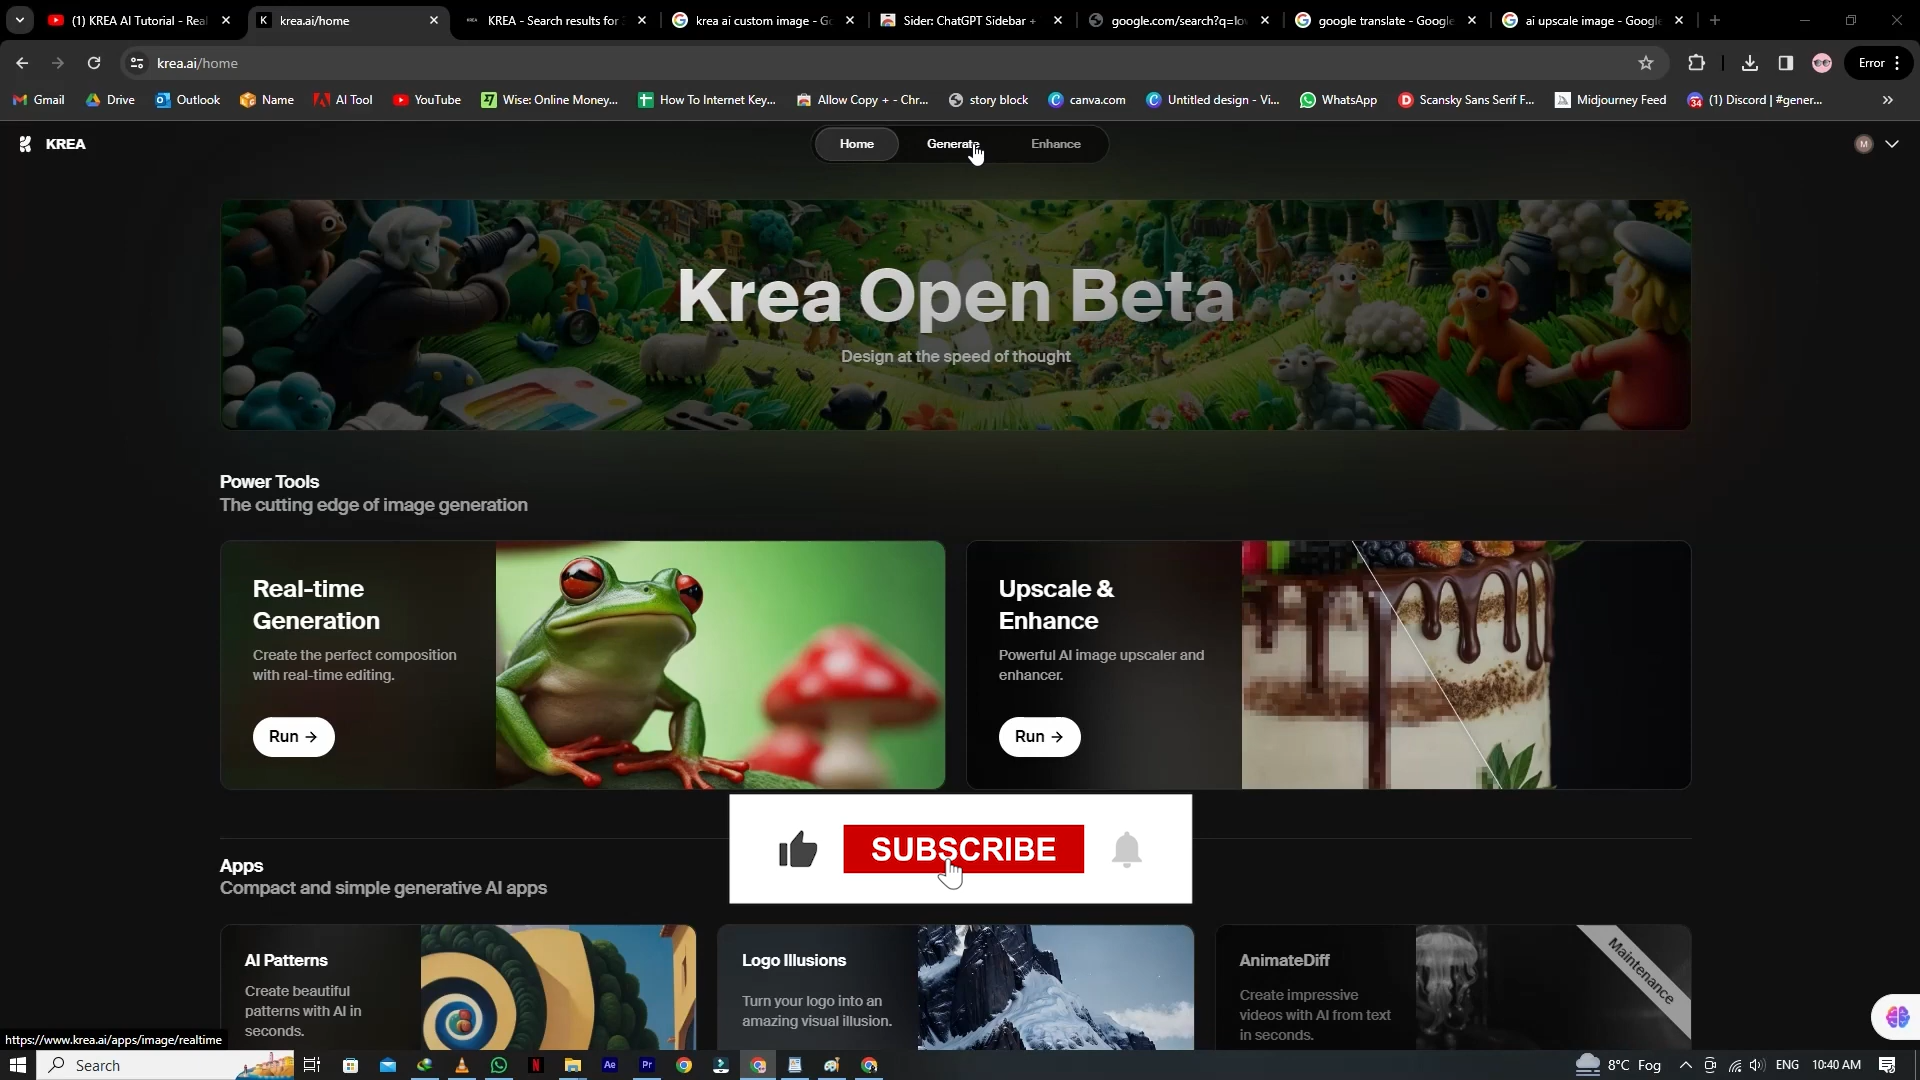 (1) KREA AI Tutorial - Real
krea.ai/home
KREA - Search results for
krea ai custom image - Go
Sider: ChatGPT Sidebar +
google.com/search?q=lo
google translate - Google
ai upscale image - Google
krea.ai/home
Error
Gmail
Drive
Outlook
Name
AI Tool
YouTube
Wise: Online Money...
How To Internet Key...
Allow Copy + - Chr...
story block
canva.com
Untitled design - Vi...
WhatsApp
Scansky Sans Serif F...
Midjourney Feed
(1) Discord | #gener...
KREA
Home
Generate
Enhance
M
Krea Open Beta
Design at the speed of thought
Power Tools
The cutting edge of image generation
Real-time
Generation
Create the perfect composition
with real-time editing.
Run →
Upscale &
Enhance
Powerful AI image upscaler and
enhancer.
Run →
SUBSCRIBE
Apps
Compact and simple generative AI apps
AI Patterns
Create beautiful
patterns with AI in
seconds.
Logo Illusions
Turn your logo into an
amazing visual illusion.
AnimateDiff
Create impressive
videos with AI from text
in seconds.
Maintenance
https://www.krea.ai/apps/image/realtime
Search
Ae
Pr
8°C Fog
ENG
10:40 AM